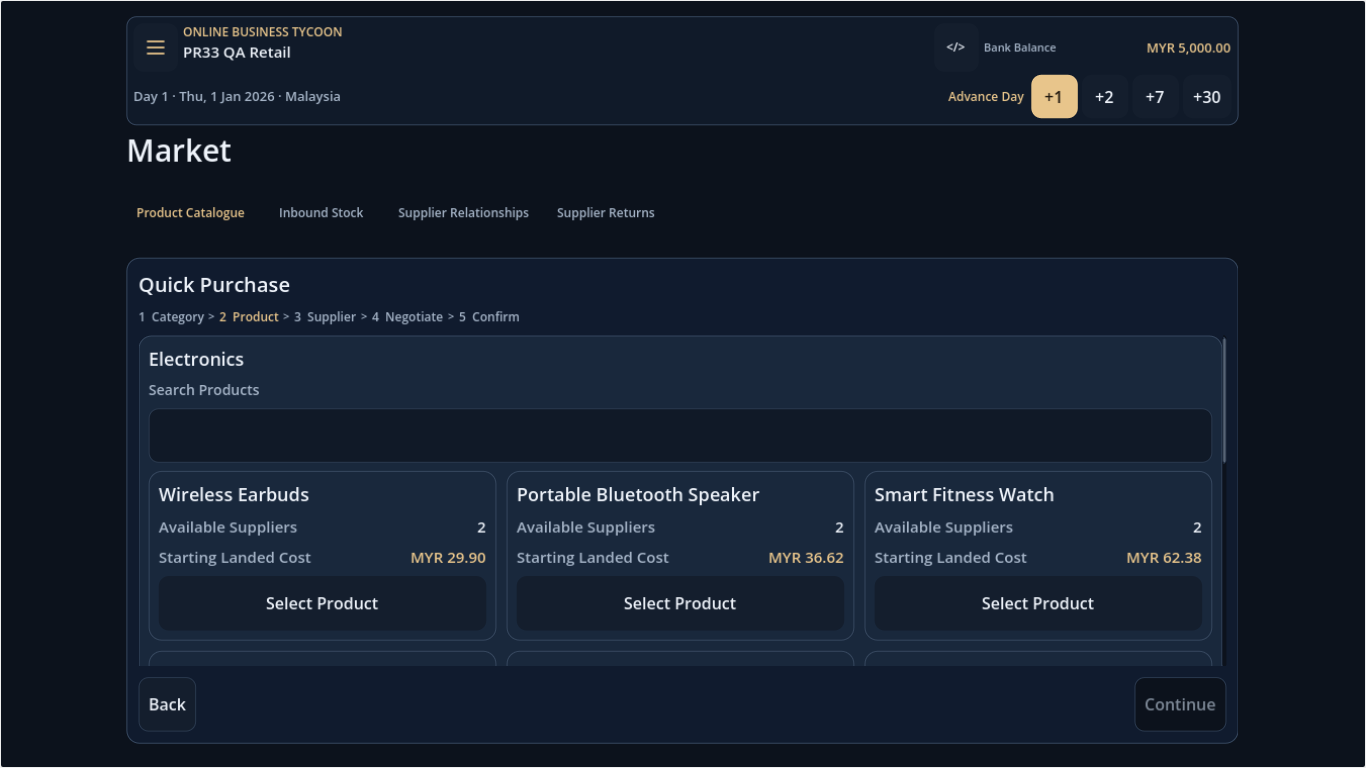 ONLINE BUSINESS TYCOON
PR33 QA Retail
</> Bank Balance MYR 5,000.00
Day 1 · Thu, 1 Jan 2026 · Malaysia
Advance Day +1 +2 +7 +30
Market
Product Catalogue Inbound Stock Supplier Relationships Supplier Returns
Quick Purchase
1 Category > 2 Product > 3 Supplier > 4 Negotiate > 5 Confirm
Electronics
Search Products
Wireless Earbuds
Available Suppliers 2
Starting Landed Cost MYR 29.90
Select Product
Portable Bluetooth Speaker
Available Suppliers 2
Starting Landed Cost MYR 36.62
Select Product
Smart Fitness Watch
Available Suppliers 2
Starting Landed Cost MYR 62.38
Select Product
Back
Continue